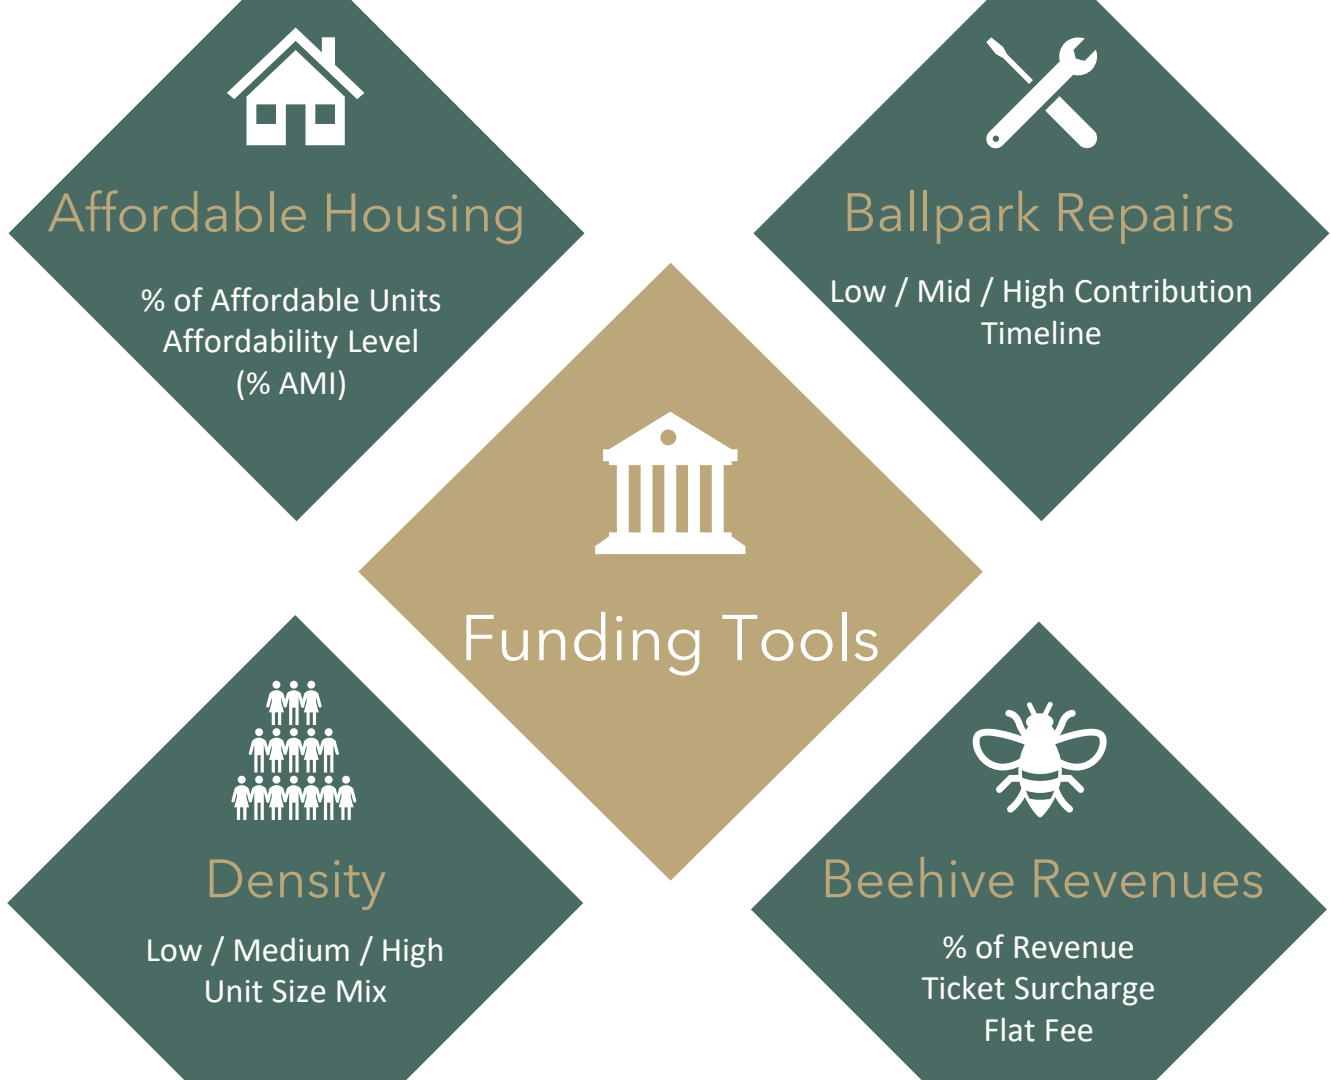 Affordable Housing
% of Affordable Units
Affordability Level
(% AMI)
Ballpark Repairs
Low / Mid / High Contribution
Timeline
Funding Tools
Density
Low / Medium / High
Unit Size Mix
Beehive Revenues
% of Revenue
Ticket Surcharge
Flat Fee